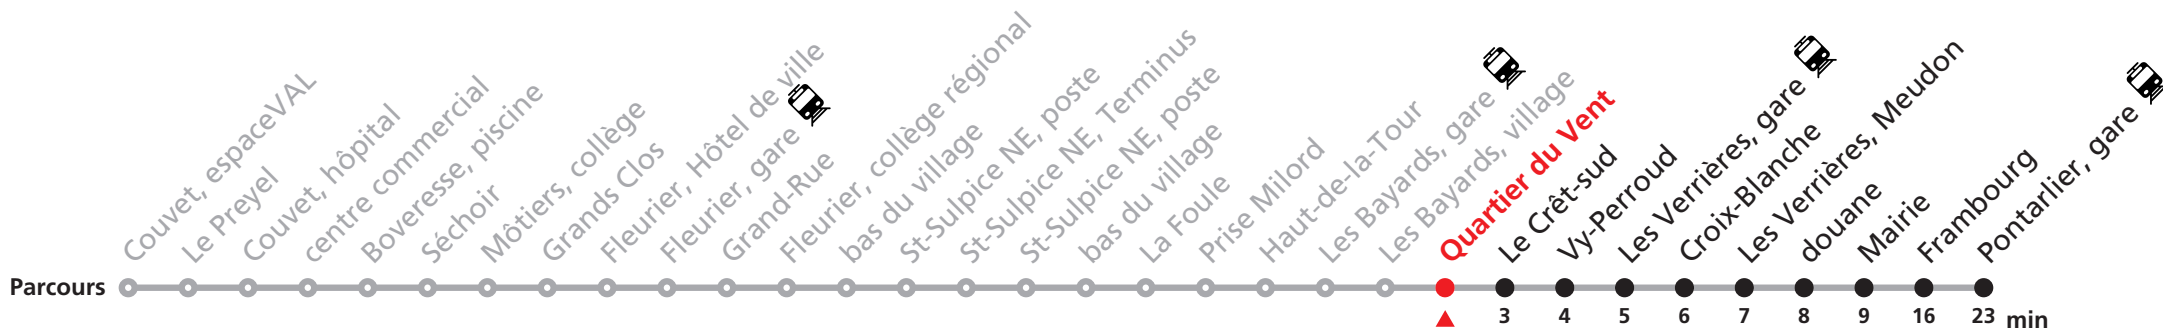 Couvet, espaceVAL
Le Preyel
Couvet, hôpital
centre commercial
Boveresse, piscine
Séchoir
Môtiers, collège
Grands Clos
Fleurier, Hôtel de ville
Fleurier, gare
Grand-Rue
Fleurier, collège régional
bas du village
St-Sulpice NE, poste
St-Sulpice NE, Terminus
St-Sulpice NE, poste
bas du village
La Foule
Prise Milord
Haut-de-la-Tour
Les Bayards, gare
Les Bayards, village
Quartier du Vent
Le Crêt-sud
Vy-Perroud
Les Verrières, gare
Croix-Blanche
Les Verrières, Meudon
douane
Mairie
Frambourg
Pontarlier, gare
Parcours
3 4 5 6 7 8 9 16 23 min